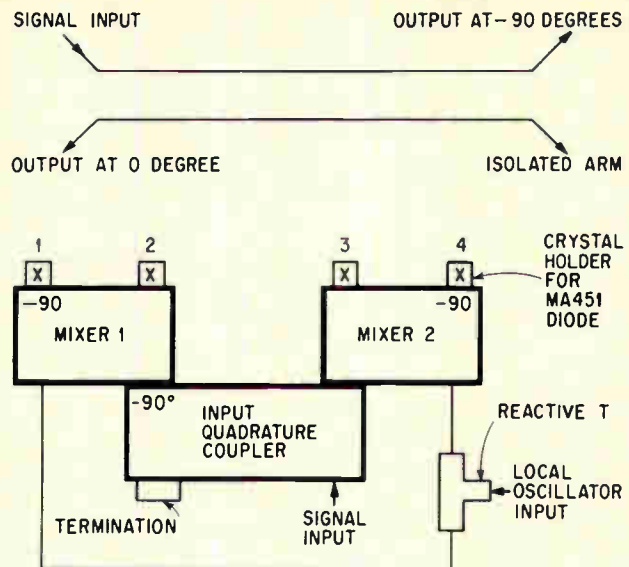 SIGNAL INPUT
OUTPUT AT -90 DEGREES
OUTPUT AT 0 DEGREE
ISOLATED ARM
1
2
3
4
X
X
X
X
CRYSTAL
HOLDER
FOR
MA451
DIODE
-90
MIXER 1
-90
MIXER 2
-90°
INPUT
QUADRATURE
COUPLER
REACTIVE T
LOCAL
OSCILLATOR
INPUT
TERMINATION
SIGNAL
INPUT